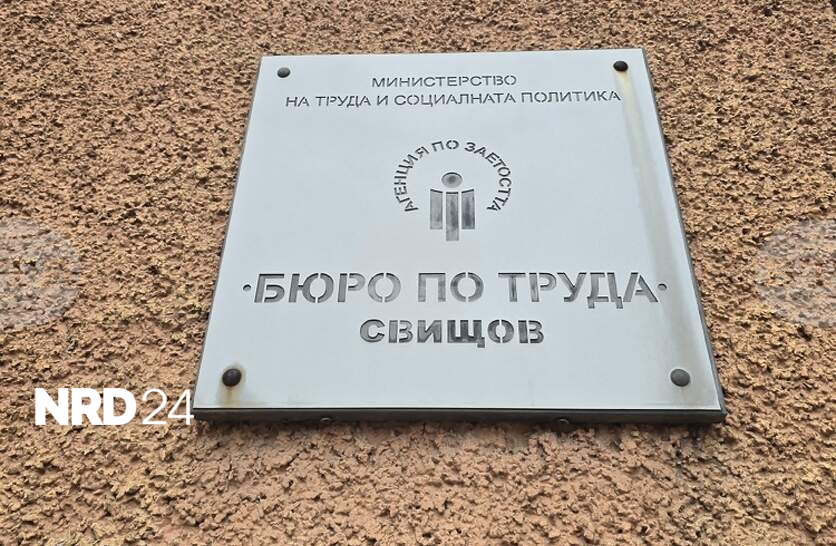 МИНИСТЕРСТВО
НА ТРУДА И СОЦИАЛНАТА ПОЛИТИКА
АГЕНЦИЯ ПО ЗАЕТОСТТА
·БЮРО ПО ТРУДА·
СВИЩОВ
NRD24